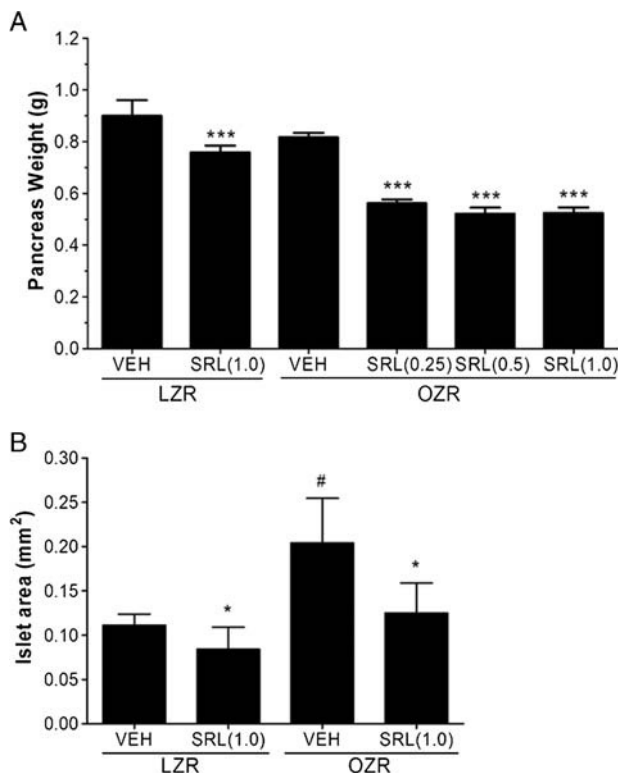 A
Pancreas Weight (g)
1.2
1.0
0.8
0.6
0.4
0.2
0.0
***
***
***
***
VEH SRL(1.0) VEH SRL(0.25) SRL(0.5) SRL(1.0)
LZR OZR
B
Islet area (mm²)
0.30
0.25
0.20
0.15
0.10
0.05
0.00
#
*
*
VEH SRL(1.0) VEH SRL(1.0)
LZR OZR